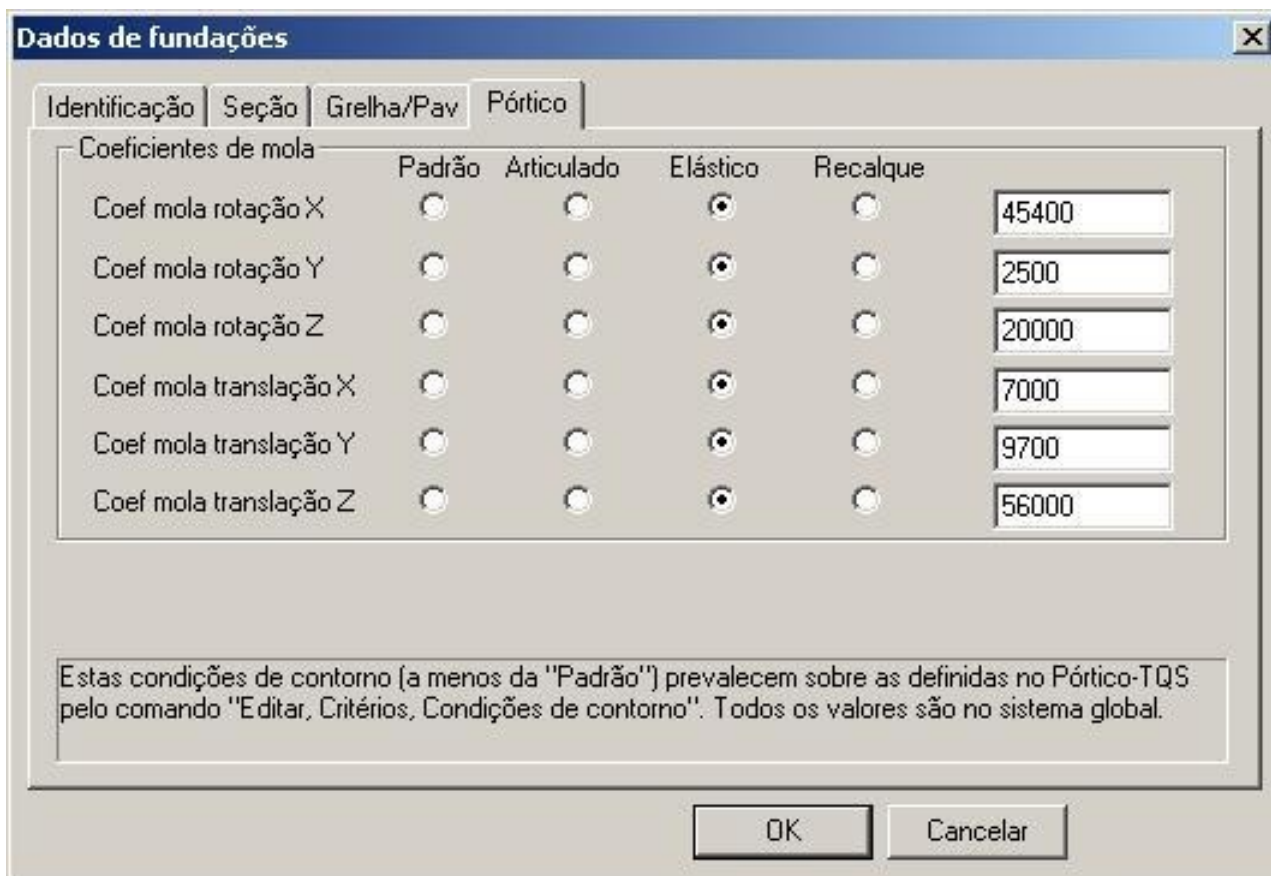 Dados de fundações
Identificação Seção Grelha/Pav Pórtico
Coeficientes de mola
Padrão Articulado Elástico Recalque
Coef mola rotação X 45400
Coef mola rotação Y 2500
Coef mola rotação Z 20000
Coef mola translação X 7000
Coef mola translação Y 9700
Coef mola translação Z 56000
Estas condições de contorno (a menos da "Padrão") prevalecem sobre as definidas no Pórtico-TQS
pelo comando "Editar, Critérios, Condições de contorno". Todos os valores são no sistema global.
OK Cancelar